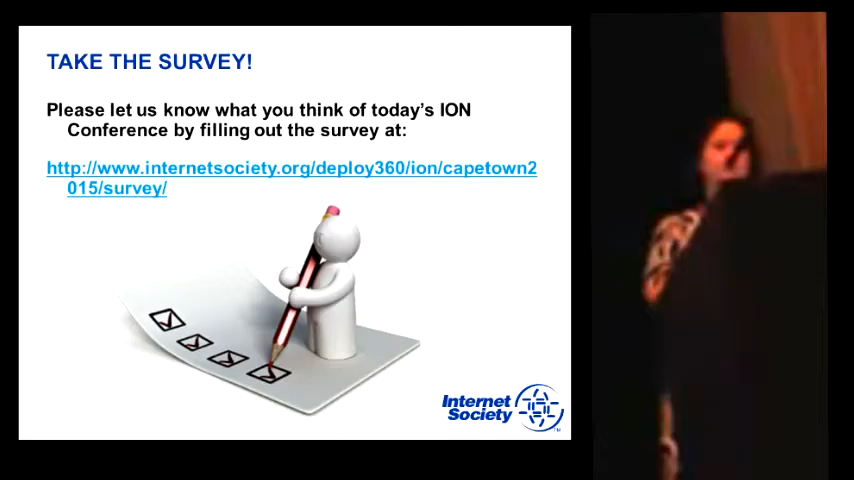 TAKE THE SURVEY!
Please let us know what you think of today's ION
Conference by filling out the survey at:
http://www.internetsociety.org/deploy360/ion/capetown2
015/survey/
Internet
Society
TM